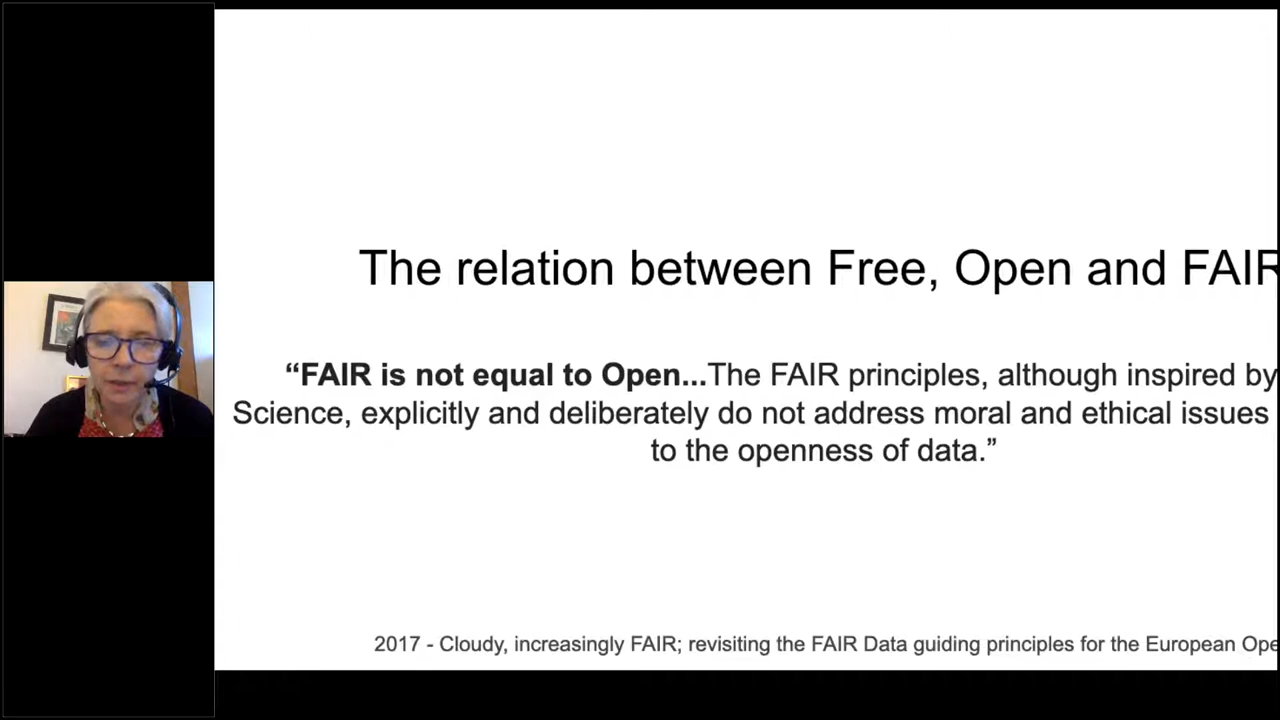 The relation between Free, Open and FAIR
“FAIR is not equal to Open...The FAIR principles, although inspired by
Science, explicitly and deliberately do not address moral and ethical issues
to the openness of data.”
2017 - Cloudy, increasingly FAIR; revisiting the FAIR Data guiding principles for the European Ope